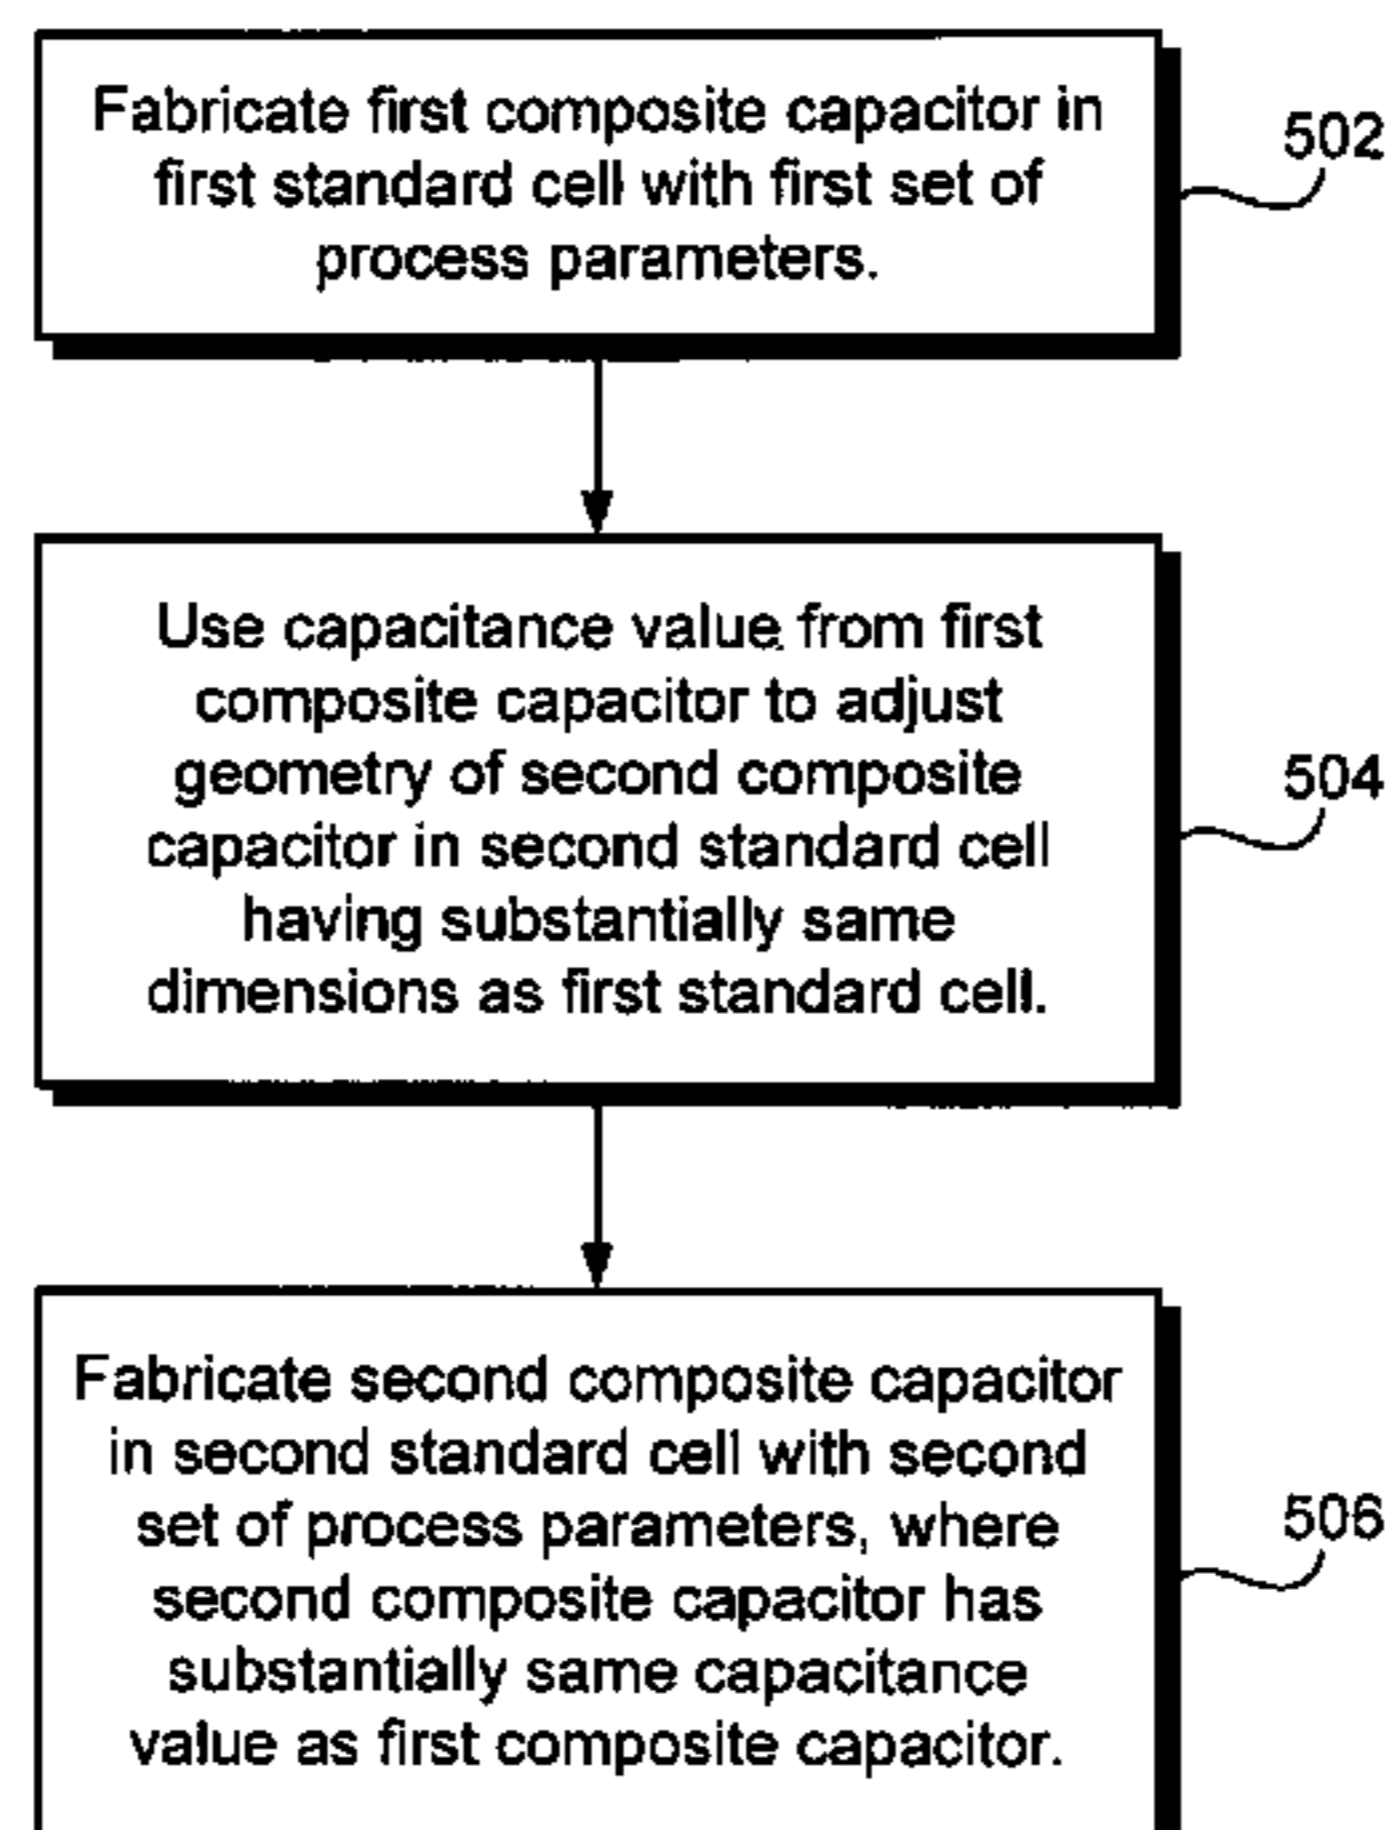 Fabricate first composite capacitor in
first standard cell with first set of
process parameters.
502
Use capacitance value from first
composite capacitor to adjust
geometry of second composite
capacitor in second standard cell
having substantially same
dimensions as first standard cell.
504
Fabricate second composite capacitor
in second standard cell with second
set of process parameters, where
second composite capacitor has
substantially same capacitance
value as first composite capacitor.
506